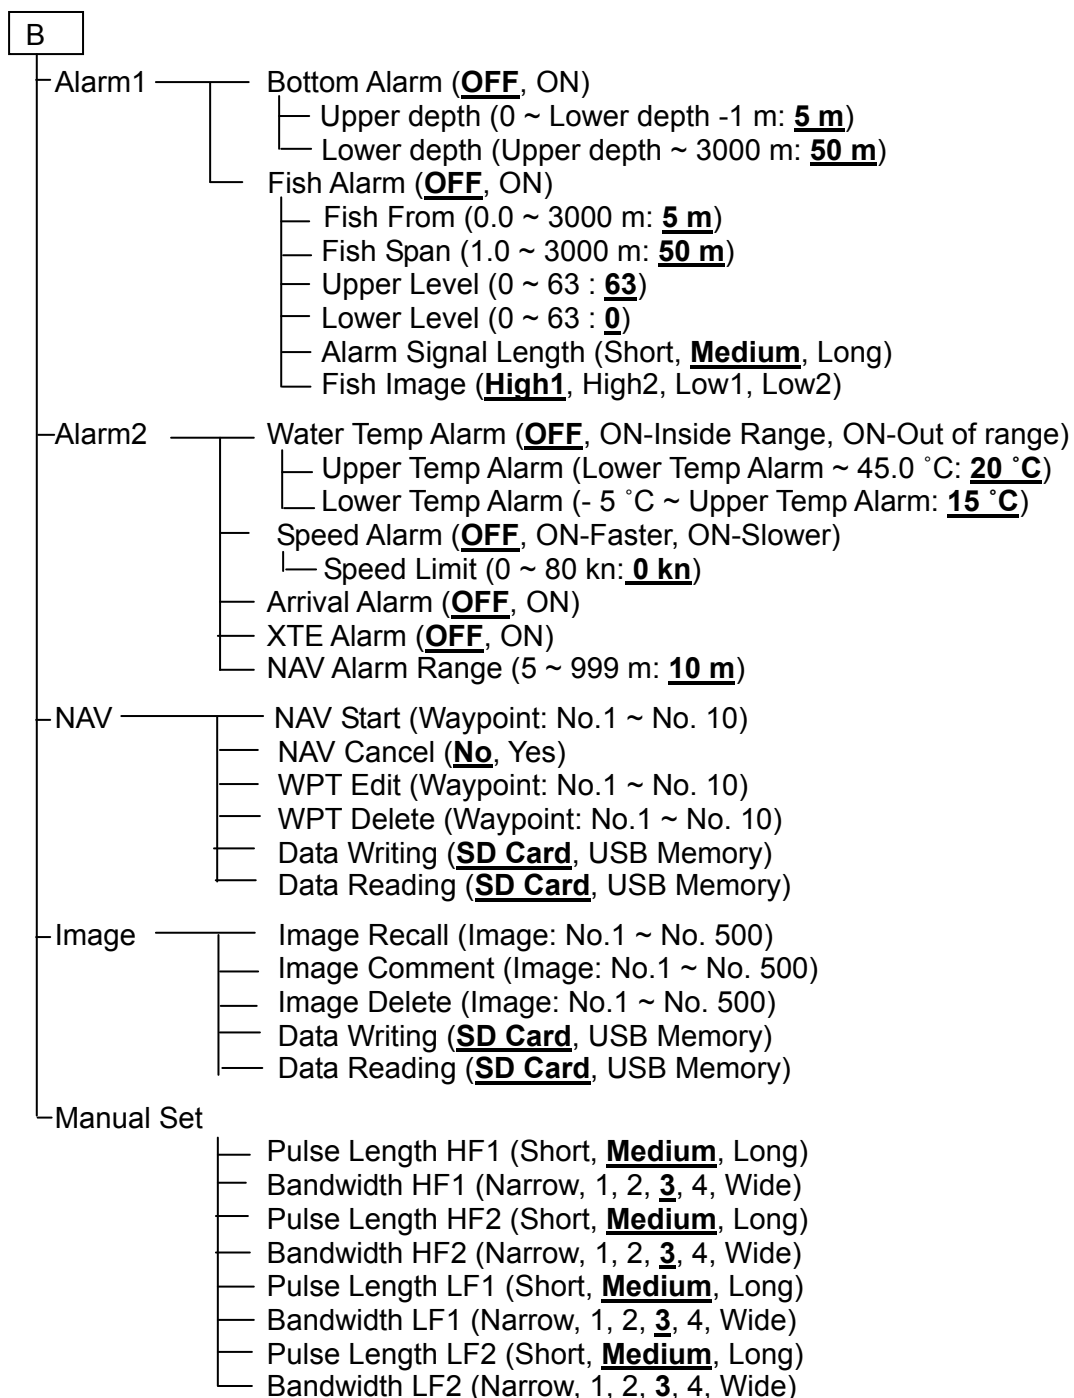 B
Alarm1
Bottom Alarm (OFF, ON)
Upper depth (0 ~ Lower depth -1 m: 5 m)
Lower depth (Upper depth ~ 3000 m: 50 m)
Fish Alarm (OFF, ON)
Fish From (0.0 ~ 3000 m: 5 m)
Fish Span (1.0 ~ 3000 m: 50 m)
Upper Level (0 ~ 63 : 63)
Lower Level (0 ~ 63 : 0)
Alarm Signal Length (Short, Medium, Long)
Fish Image (High1, High2, Low1, Low2)
Alarm2
Water Temp Alarm (OFF, ON-Inside Range, ON-Out of range)
Upper Temp Alarm (Lower Temp Alarm ~ 45.0 ˚C: 20 ˚C)
Lower Temp Alarm (- 5 ˚C ~ Upper Temp Alarm: 15 ˚C)
Speed Alarm (OFF, ON-Faster, ON-Slower)
Speed Limit (0 ~ 80 kn: 0 kn)
Arrival Alarm (OFF, ON)
XTE Alarm (OFF, ON)
NAV Alarm Range (5 ~ 999 m: 10 m)
NAV
NAV Start (Waypoint: No.1 ~ No. 10)
NAV Cancel (No, Yes)
WPT Edit (Waypoint: No.1 ~ No. 10)
WPT Delete (Waypoint: No.1 ~ No. 10)
Data Writing (SD Card, USB Memory)
Data Reading (SD Card, USB Memory)
Image
Image Recall (Image: No.1 ~ No. 500)
Image Comment (Image: No.1 ~ No. 500)
Image Delete (Image: No.1 ~ No. 500)
Data Writing (SD Card, USB Memory)
Data Reading (SD Card, USB Memory)
Manual Set
Pulse Length HF1 (Short, Medium, Long)
Bandwidth HF1 (Narrow, 1, 2, 3, 4, Wide)
Pulse Length HF2 (Short, Medium, Long)
Bandwidth HF2 (Narrow, 1, 2, 3, 4, Wide)
Pulse Length LF1 (Short, Medium, Long)
Bandwidth LF1 (Narrow, 1, 2, 3, 4, Wide)
Pulse Length LF2 (Short, Medium, Long)
Bandwidth LF2 (Narrow, 1, 2, 3, 4, Wide)